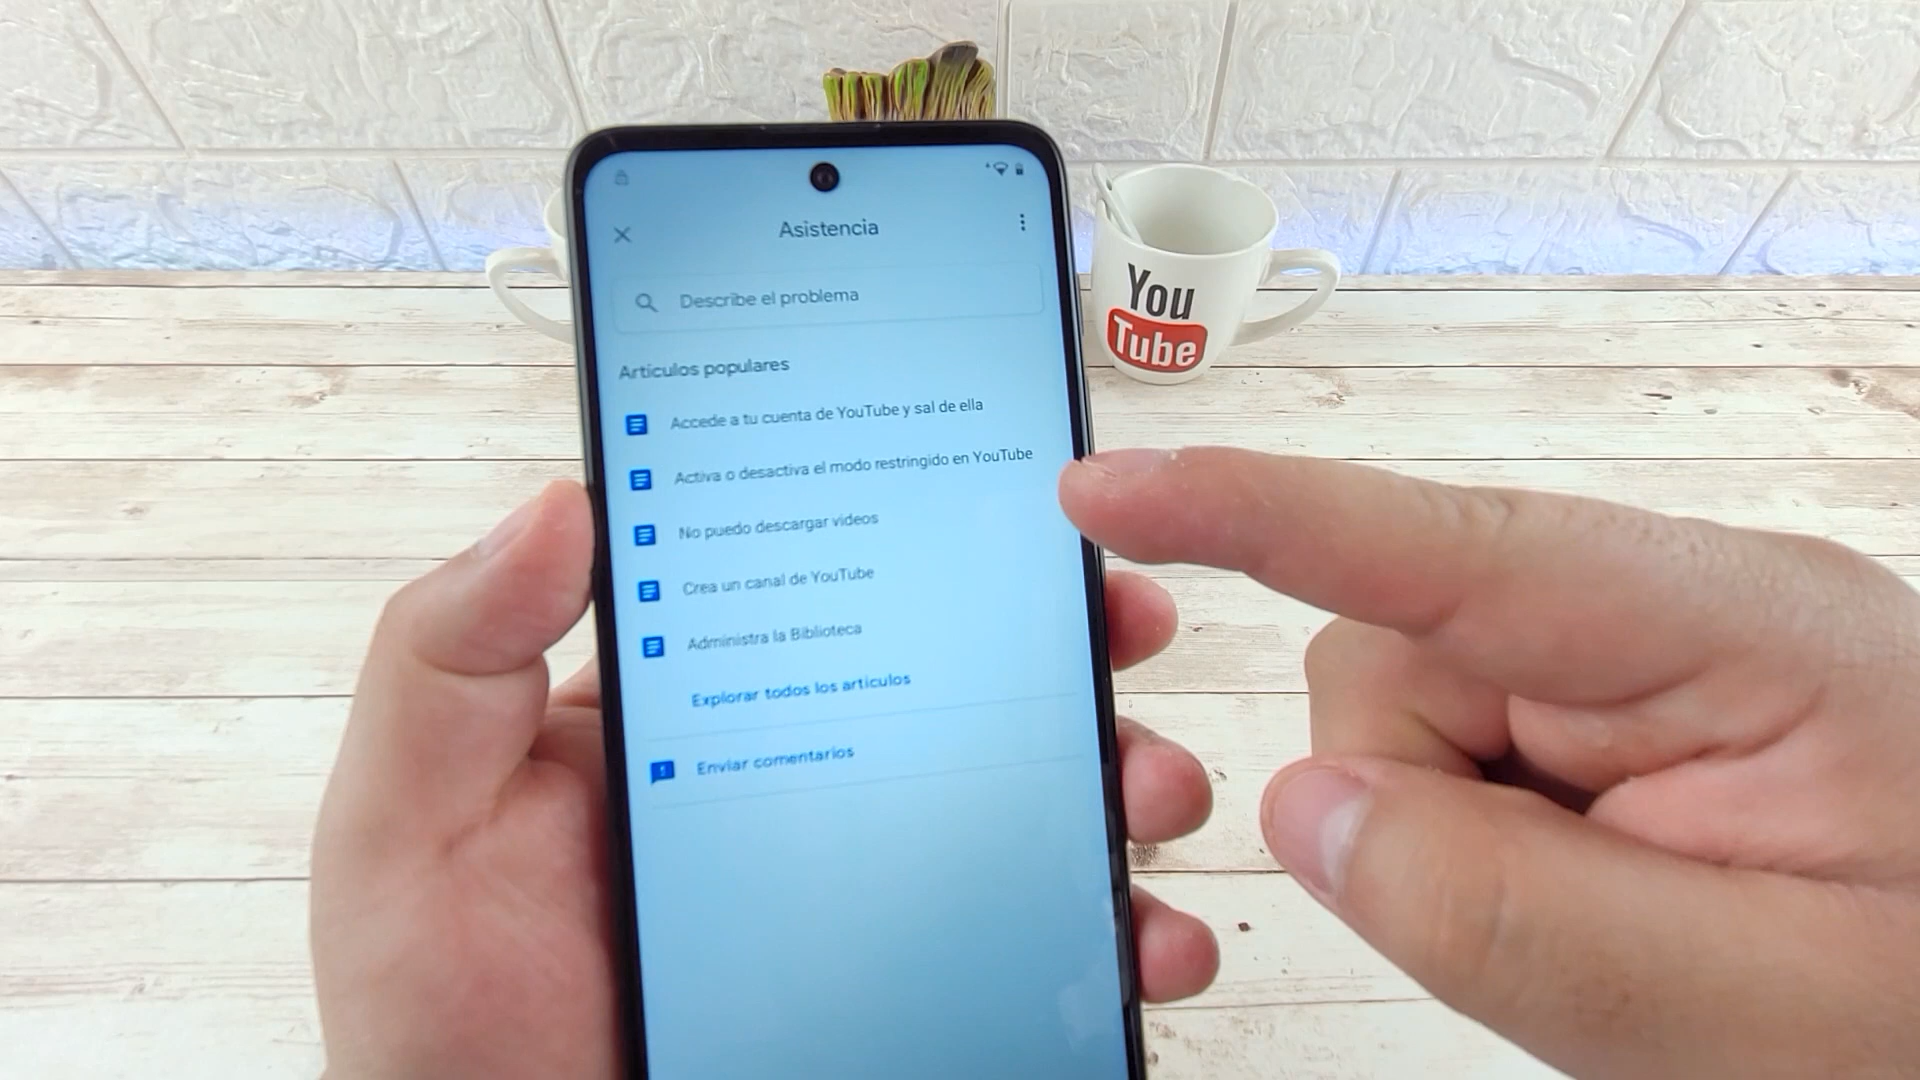 Asistencia
Describe el problema
Artículos populares
Accede a tu cuenta de YouTube y sal de ella
Activa o desactiva el modo restringido en YouTube
No puedo descargar videos
Crea un canal de YouTube
Administra la Biblioteca
Explorar todos los artículos
Enviar comentarios
You
Tube